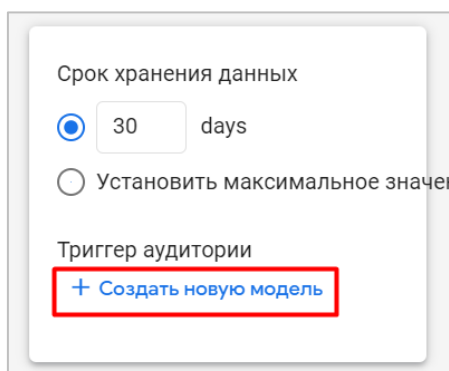 Срок хранения данных
30 days
Установить максимальное значе
Триггер аудитории
+ Создать новую модель